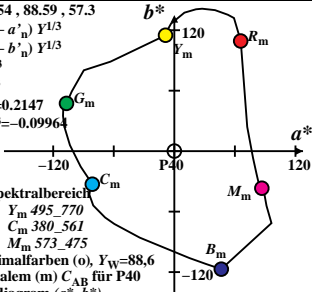 54 , 88.59 , 57.3
b*
– a'n) Y1/3
– b'n) Y1/3
120
Rm
Ym
Gm
=0.2147
=–0.09964
a*
–120
P40
120
Cm
Mm
pektralbereich
Ym 495_770
Cm 380_561
Mm 573_475
Bm
imalfarben (o), YW=88,6
–120
alem (m) CAB für P40